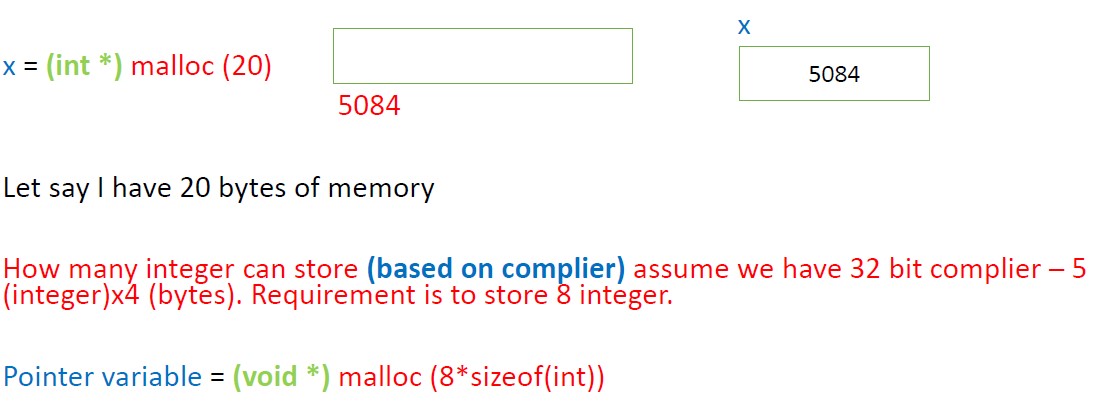 x
x = (int *) malloc (20)
5084
5084
Let say I have 20 bytes of memory
How many integer can store (based on complier) assume we have 32 bit complier – 5
(integer)x4 (bytes). Requirement is to store 8 integer.
Pointer variable = (void *) malloc (8*sizeof(int))